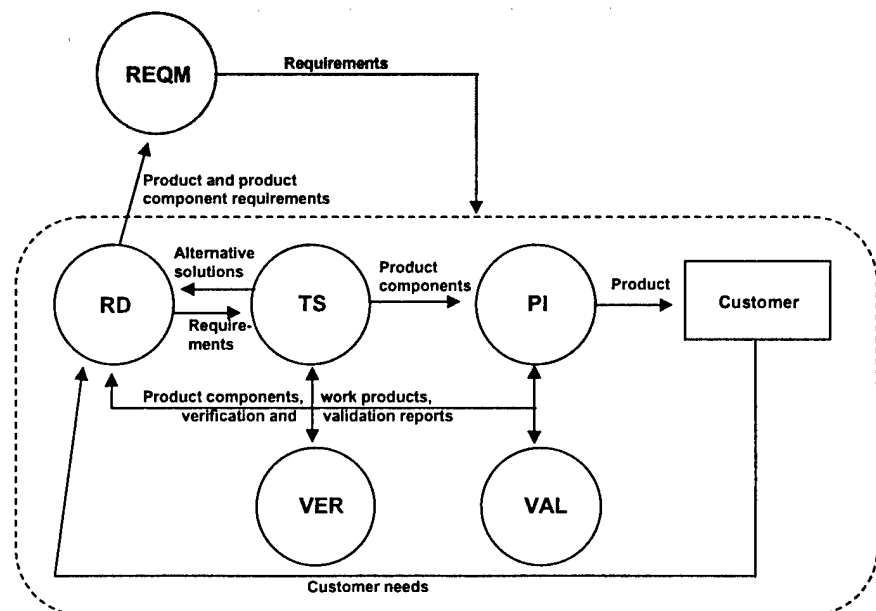 REQM
Requirements
Product and product
component requirements
Alternative
solutions
RD
TS
Product
components
PI
Product
Customer
Require-
ments
Product components, work products,
verification and validation reports
VER
VAL
Customer needs